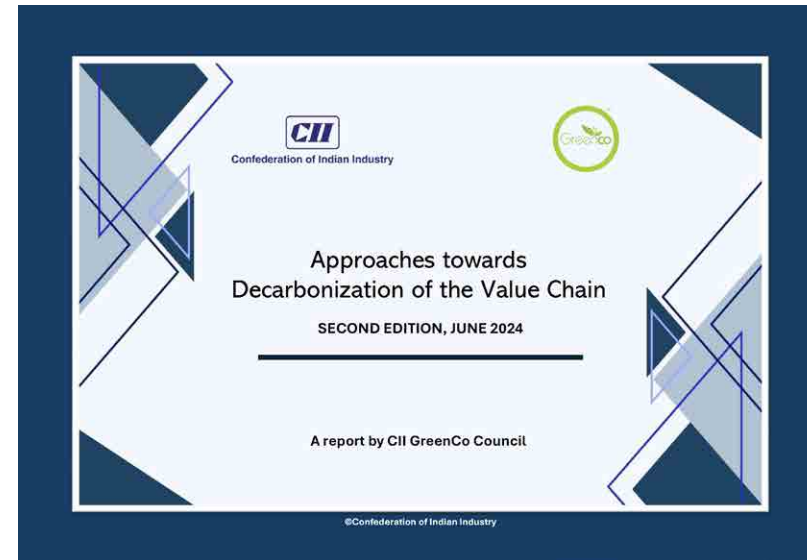 CII
Confederation of Indian Industry
Greenco
Approaches towards
Decarbonization of the Value Chain
SECOND EDITION, JUNE 2024
A report by CII GreenCo Council
©Confederation of Indian Industry